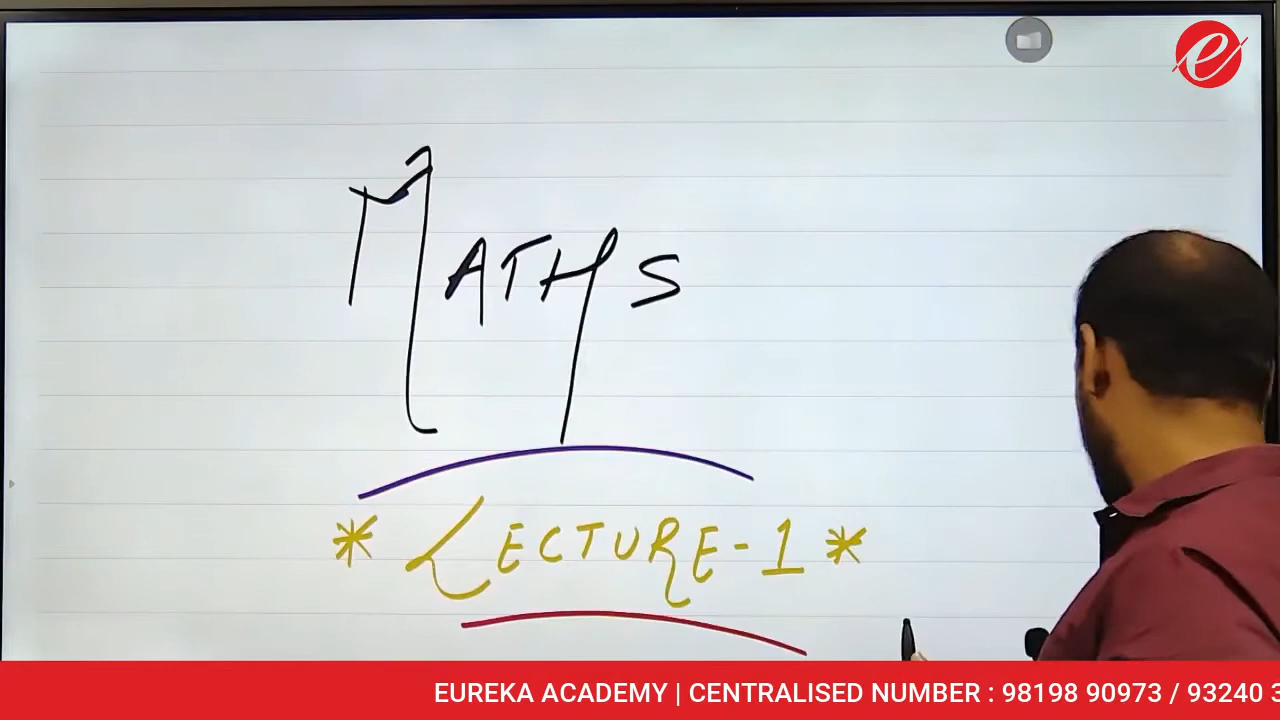 MATHS
* LECTURE-1 *
EUREKA ACADEMY | CENTRALISED NUMBER : 98198 90973 / 93240 3